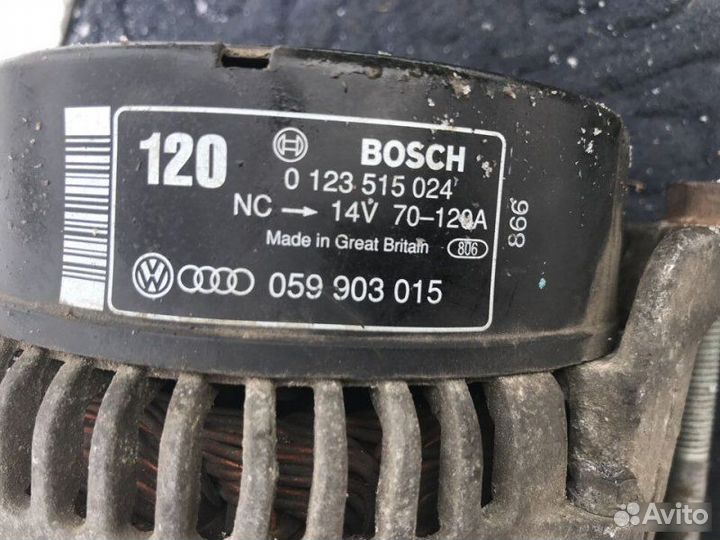 120
BOSCH
0 123 515 024
NC → 14V 70-120A
Made in Great Britain 806
059 903 015
998
Avito